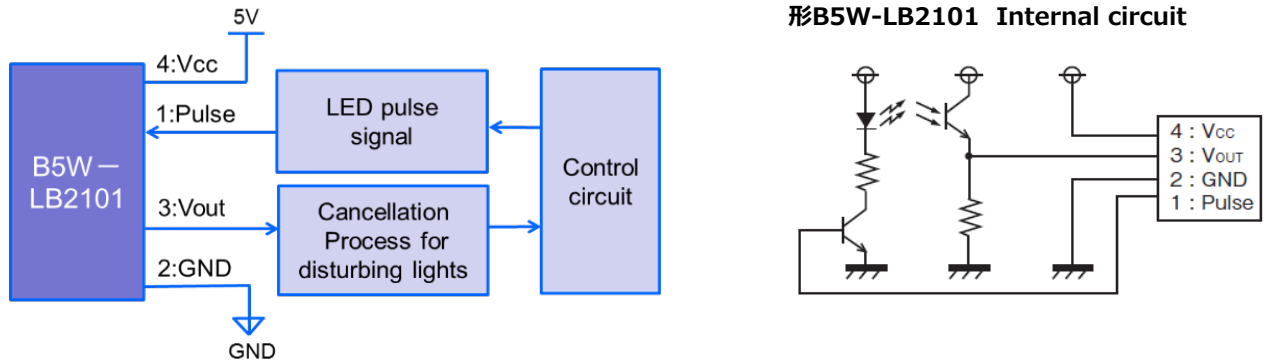 5V
4:Vcc
1:Pulse
LED pulse
signal
B5W－
LB2101
Control
circuit
3:Vout
Cancellation
Process for
disturbing lights
2:GND
GND
形B5W-LB2101 Internal circuit
4 : Vcc
3 : VOUT
2 : GND
1 : Pulse